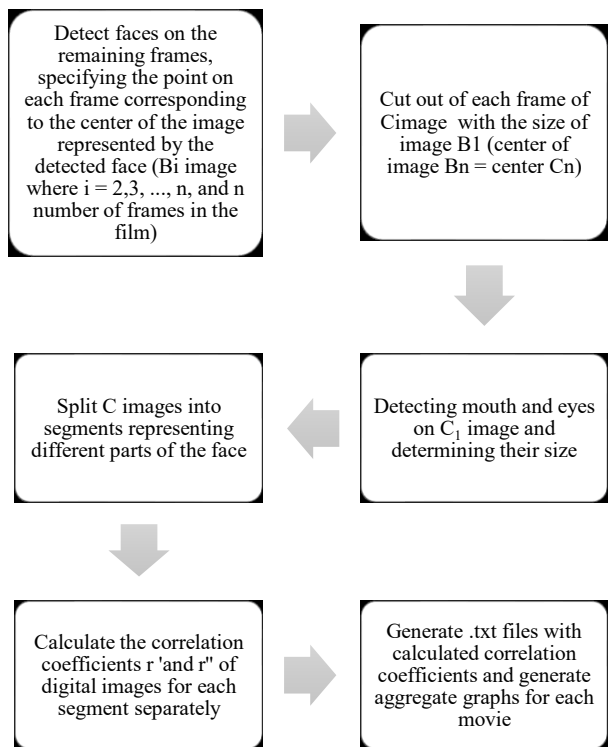 Detect faces on the
remaining frames,
specifying the point on
each frame corresponding
to the center of the image
represented by the
detected face (Bi image
where i = 2,3, ..., n, and n
number of frames in the
film)
Cut out of each frame of
Cimage with the size of
image B1 (center of
image Bn = center Cn)
Detecting mouth and eyes
on C₁ image and
determining their size
Split C images into
segments representing
different parts of the face
Calculate the correlation
coefficients r 'and r" of
digital images for each
segment separately
Generate .txt files with
calculated correlation
coefficients and generate
aggregate graphs for each
movie